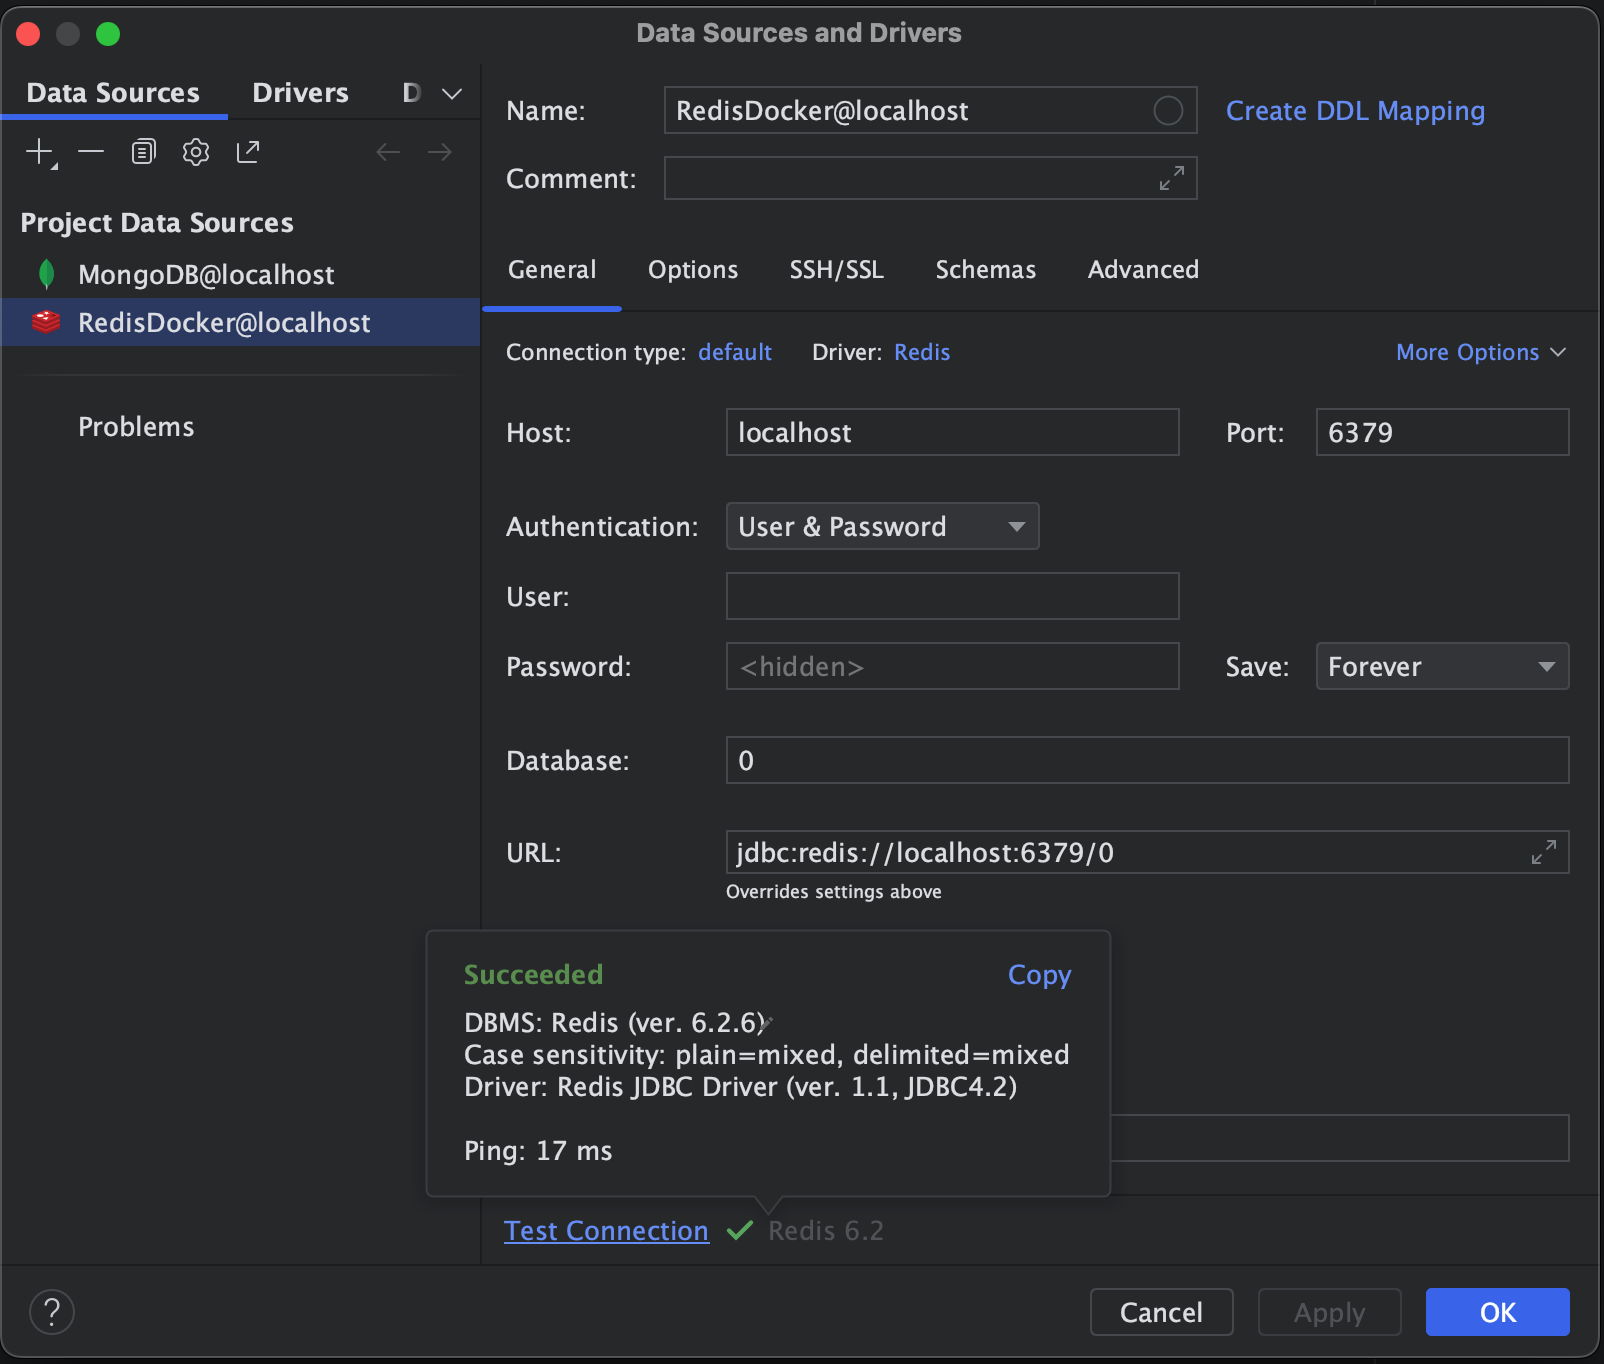 Data Sources and Drivers
Data Sources Drivers D
Project Data Sources
MongoDB@localhost
RedisDocker@localhost
Problems
Name: RedisDocker@localhost Create DDL Mapping
Comment:
General Options SSH/SSL Schemas Advanced
Connection type: default Driver: Redis More Options
Host: localhost Port: 6379
Authentication: User & Password
User:
Password: <hidden> Save: Forever
Database: 0
URL: jdbc:redis://localhost:6379/0
Overrides settings above
Succeeded Copy
DBMS: Redis (ver. 6.2.6)
Case sensitivity: plain=mixed, delimited=mixed
Driver: Redis JDBC Driver (ver. 1.1, JDBC4.2)
Ping: 17 ms
Test Connection Redis 6.2
? Cancel Apply OK